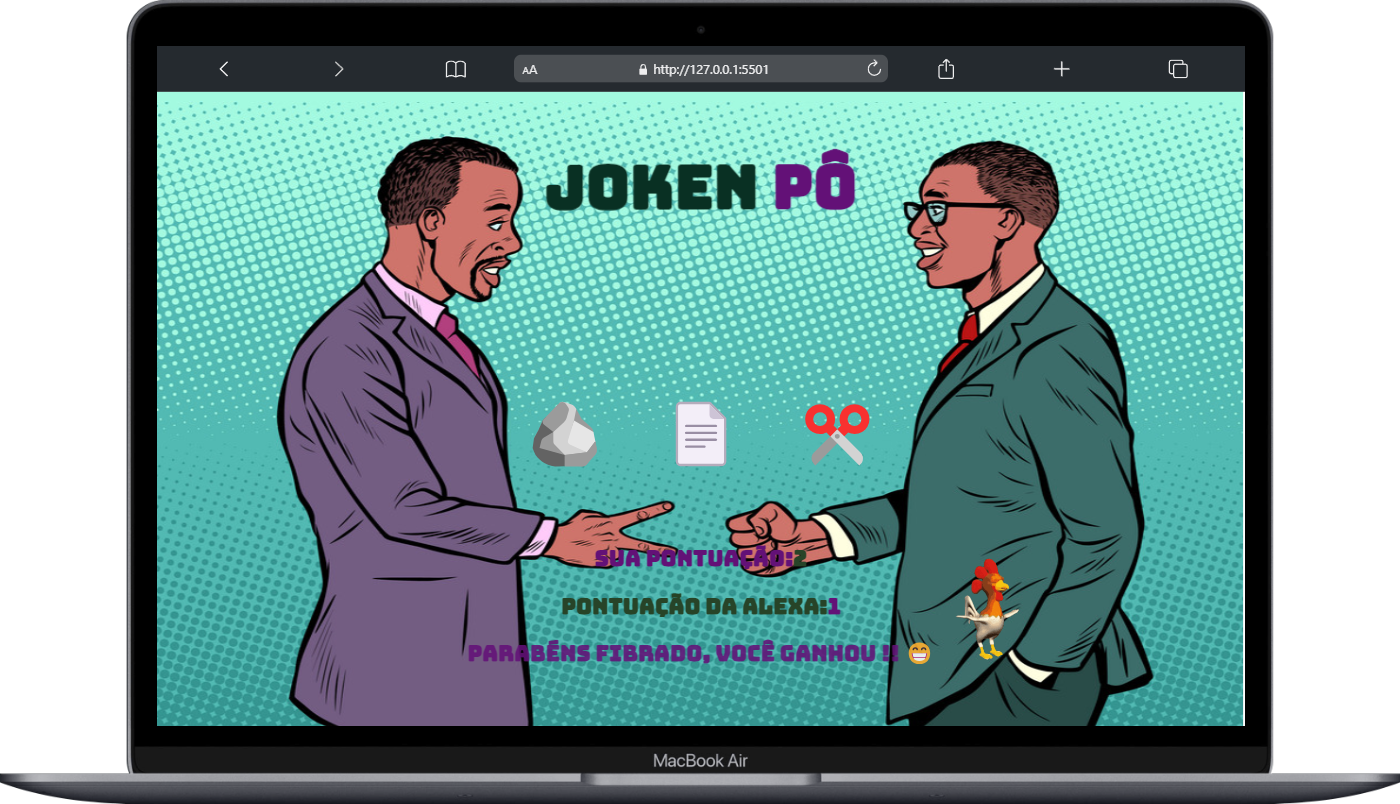 AA
http://127.0.0.1:5501
JOKEN PÔ
SUA PONTUAÇÃO:2
PONTUAÇÃO DA ALEXA:1
PARABÉNS FIBRADO, VOCÊ GANHOU !!
MacBook Air